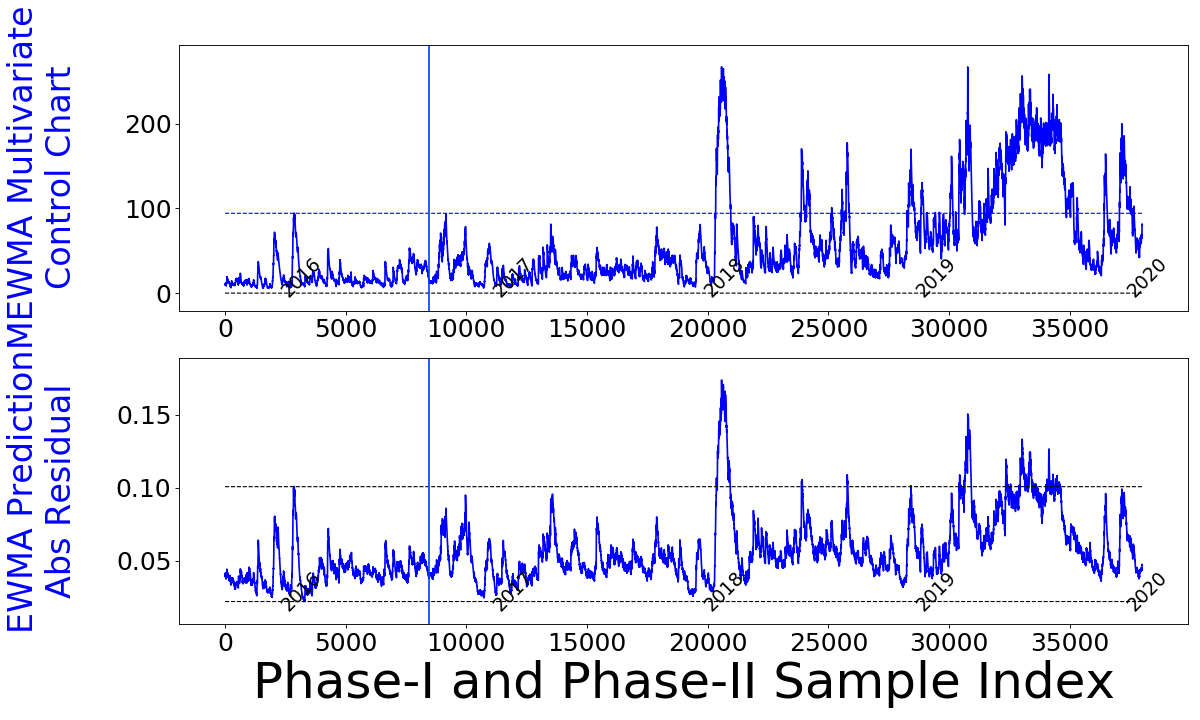 MEWMA Multivariate
Control Chart
200
100
0
2016
2017
2018
2019
2020
0 5000 10000 15000 20000 25000 30000 35000
EWMA Prediction
Abs Residual
0.15
0.10
0.05
2016
2017
2018
2019
2020
0 5000 10000 15000 20000 25000 30000 35000
Phase-I and Phase-II Sample Index